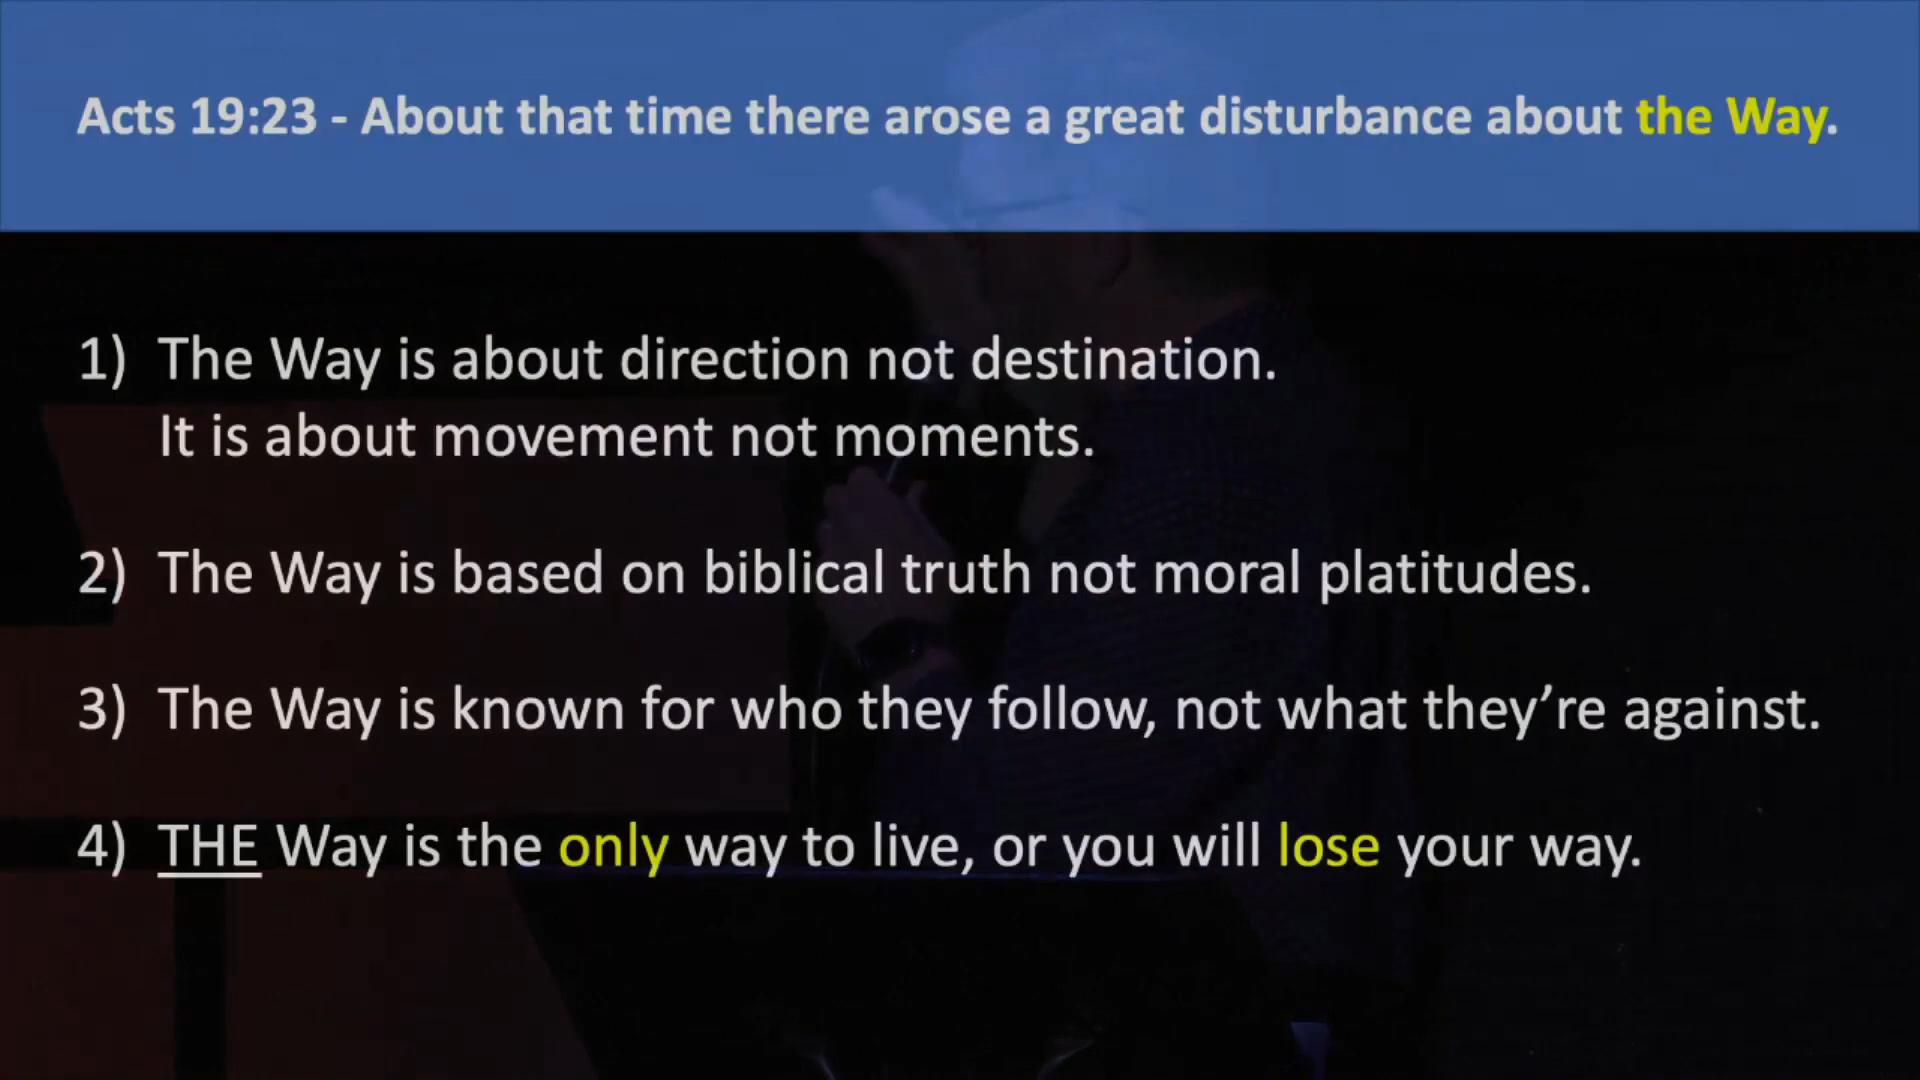 Acts 19:23 - About that time there arose a great disturbance about the Way.
1) The Way is about direction not destination.
It is about movement not moments.
2) The Way is based on biblical truth not moral platitudes.
3) The Way is known for who they follow, not what they’re against.
4) THE Way is the only way to live, or you will lose your way.